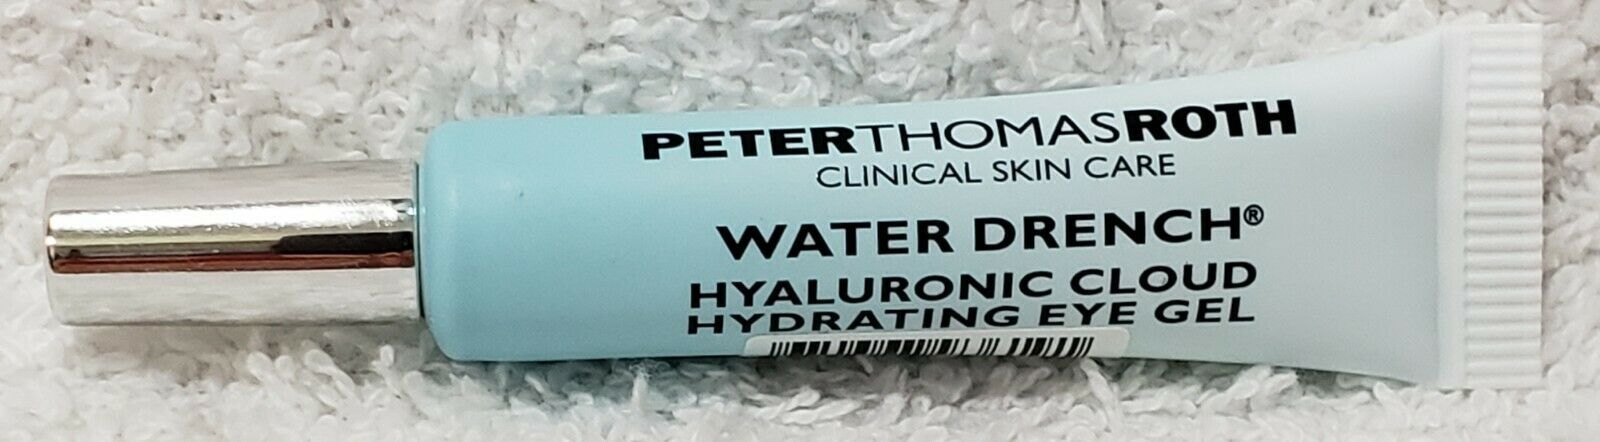 PETERTHOMASROTH
CLINICAL SKIN CARE
WATER DRENCH®
HYALURONIC CLOUD
HYDRATING EYE GEL